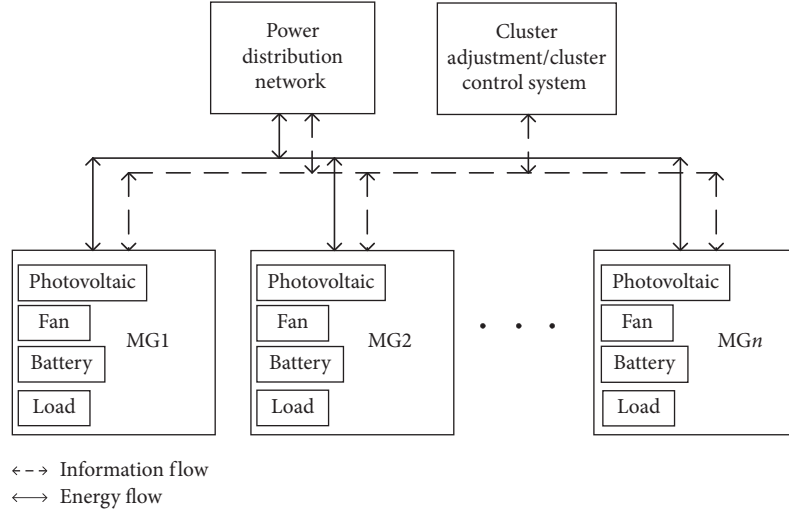 Power
distribution
network
Cluster
adjustment/cluster
control system
Photovoltaic
Fan
MG1
Battery
Load
Photovoltaic
Fan
MG2
Battery
Load
. . .
Photovoltaic
Fan
MGn
Battery
Load
Information flow
Energy flow